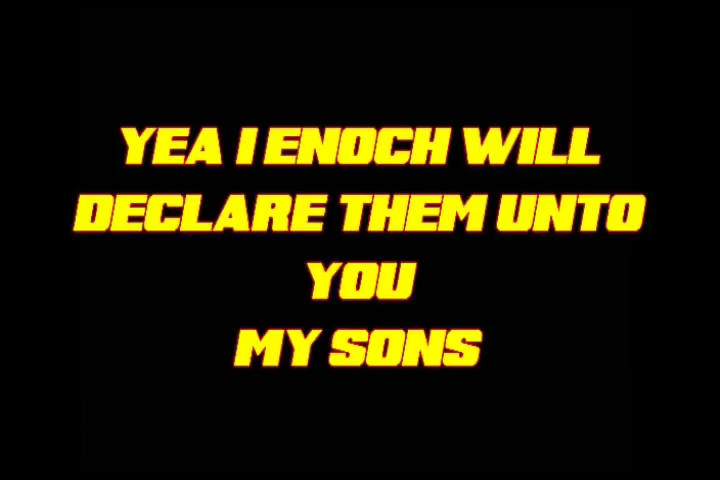 YEA I ENOCH WILL
DECLARE THEM UNTO
YOU
MY SONS